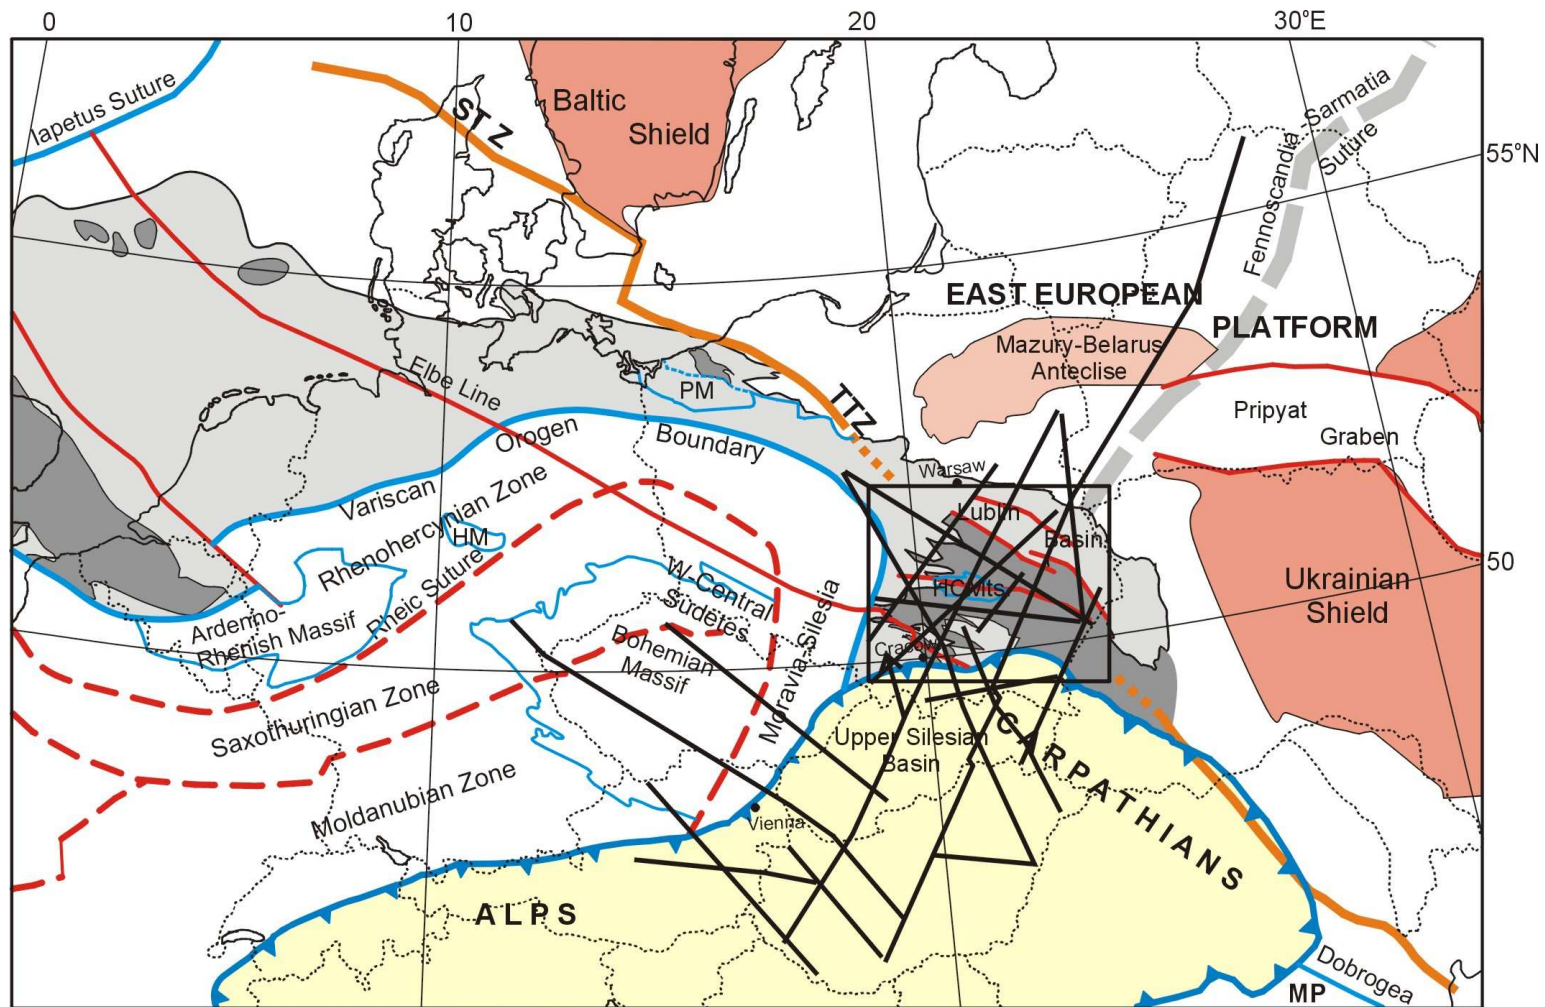 0
10
20
30°E
Iapetus Suture
STZ
Baltic
Shield
Fennoscandia-Sarmatia
Suture
55°N
EAST EUROPEAN
PLATFORM
Mazury-Belarus
Anteclise
Elbe Line
PM
TTZ
Pripyat
Graben
Variscan
Orogen
Boundary
Warsaw
Lublin
Basin
Rhenohercynian Zone
HM
Rheic Suture
W-Central
Sudetes
HCMts
50
Ukrainian
Shield
Ardenno-
Rhenish Massif
Bohemian
Massif
Moravia-Silesia
Cracow
Saxothuringian Zone
Upper Silesian
Basin
CARPATHIANS
Moldanubian Zone
Vienna
ALPS
Dobrogea
MP